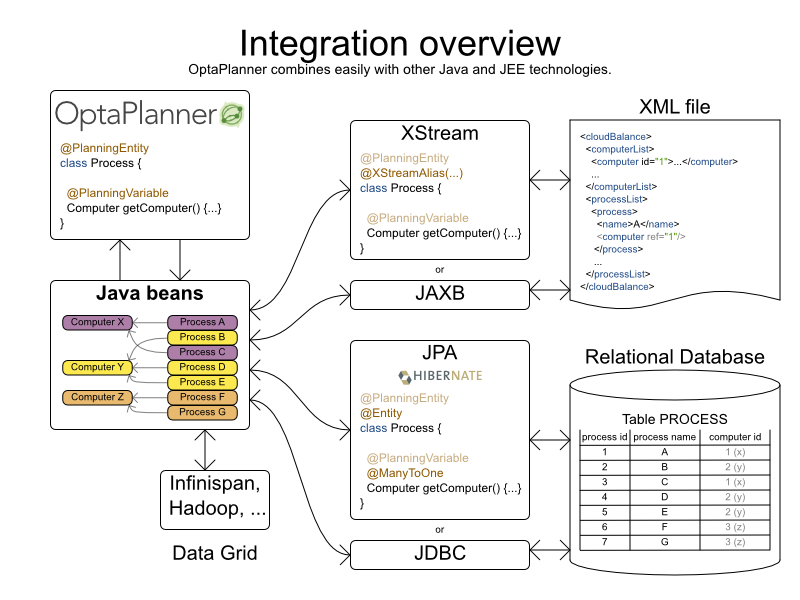 Integration overview
OptaPlanner combines easily with other Java and JEE technologies.
OptaPlanner
@PlanningEntity
class Process {
@PlanningVariable
Computer getComputer() {...}
}
Java beans
Computer X
Computer Y
Computer Z
Process A
Process B
Process C
Process D
Process E
Process F
Process G
Infinispan,
Hadoop, ...
Data Grid
XStream
@PlanningEntity
@XStreamAlias(...)
class Process {
@PlanningVariable
Computer getComputer() {...}
}
or
JAXB
JPA
HIBERNATE
@PlanningEntity
@Entity
class Process {
@PlanningVariable
@ManyToOne
Computer getComputer() {...}
}
or
JDBC
XML file
<cloudBalance>
<computerList>
<computer id="1">...</computer>
...
</computerList>
<processList>
<process>
<name>A</name>
<computer ref="1"/>
</process>
...
</processList>
</cloudBalance>
Relational Database
Table PROCESS
process id process name computer id
1 A 1 (x)
2 B 2 (y)
3 C 1 (x)
4 D 2 (y)
5 E 2 (y)
6 F 3 (z)
7 G 3 (z)